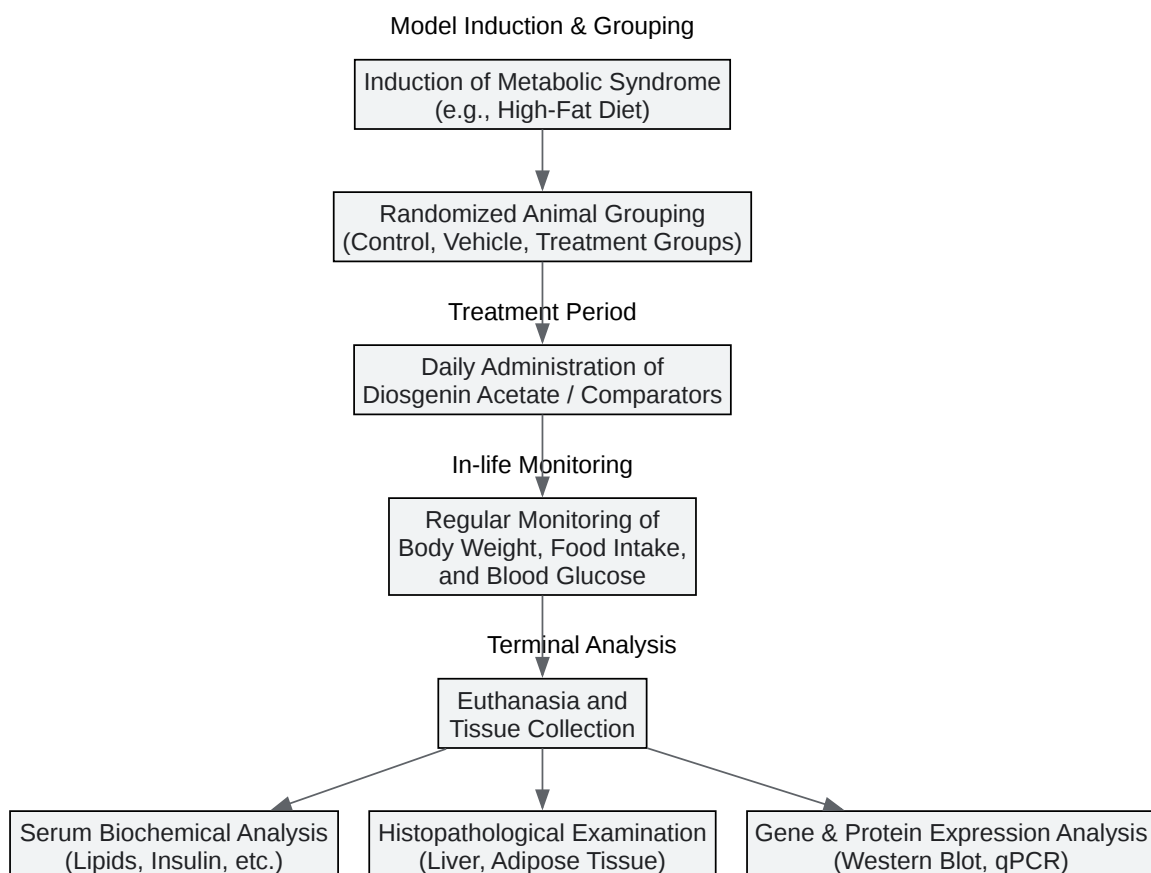 Model Induction & Grouping
Induction of Metabolic Syndrome
(e.g., High-Fat Diet)
Randomized Animal Grouping
(Control, Vehicle, Treatment Groups)
Treatment Period
Daily Administration of
Diosgenin Acetate / Comparators
In-life Monitoring
Regular Monitoring of
Body Weight, Food Intake,
and Blood Glucose
Terminal Analysis
Euthanasia and
Tissue Collection
Serum Biochemical Analysis
(Lipids, Insulin, etc.)
Histopathological Examination
(Liver, Adipose Tissue)
Gene & Protein Expression Analysis
(Western Blot, qPCR)